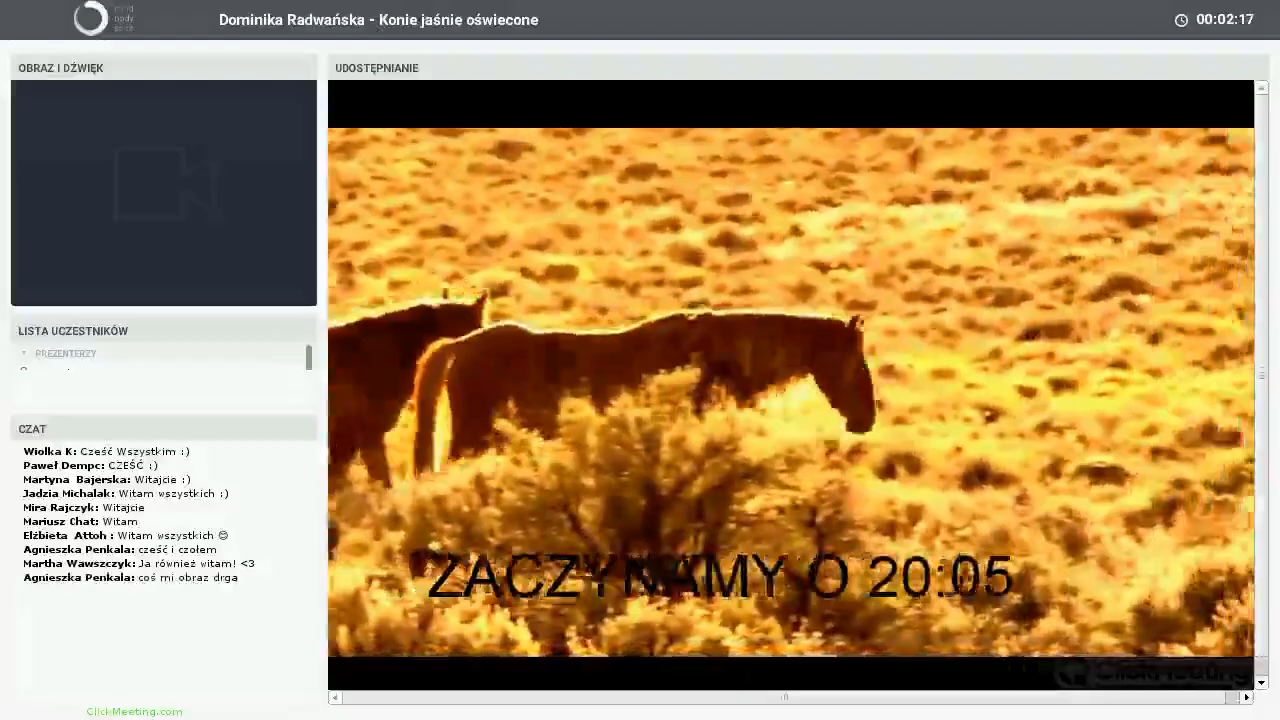 mind
body
spirit
Dominika Radwańska - Konie jaśnie oświecone
00:02:17
OBRAZ I DŹWIĘK
UDOSTĘPNIANIE
LISTA UCZESTNIKÓW
PREZENTERZY
CZAT
Wiolka K: Cześć Wszystkim :)
Paweł Dempc: CZEŚĆ :)
Martyna Bajerska: Witajcie :)
Jadzia Michalak: Witam wszystkich :)
Mira Rajczyk: Witajcie
Mariusz Chat: Witam
Elżbieta Attoh : Witam wszystkich 😊
Agnieszka Penkala: cześć i czołem
Martha Wawszczyk: Ja również witam! <3
Agnieszka Penkala: coś mi obraz drga
ZACZYNAMY O 20:05
ClickMeeting
ClickMeeting.com